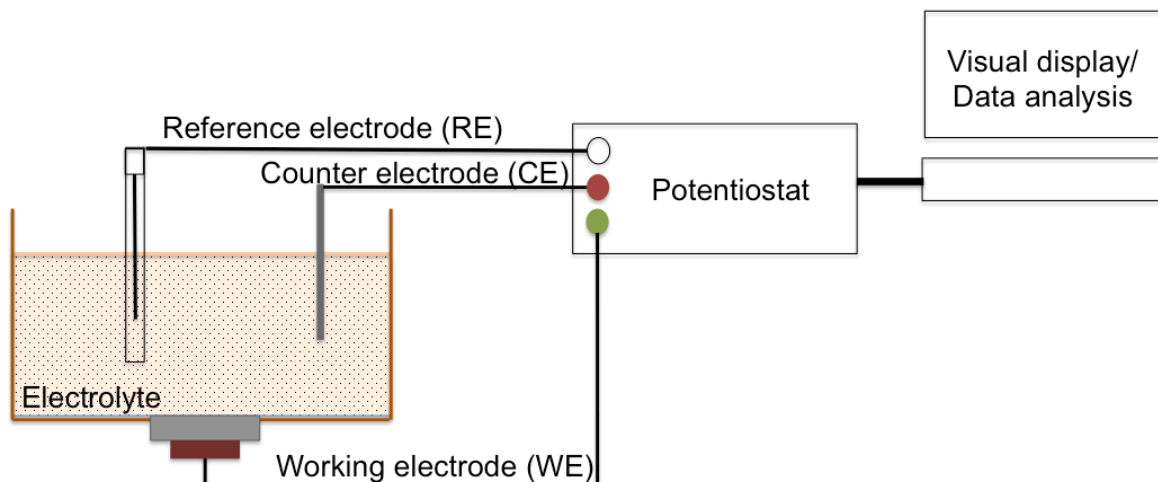 Visual display/
Data analysis
Reference electrode (RE)
Counter electrode (CE)
Potentiostat
Electrolyte
Working electrode (WE)